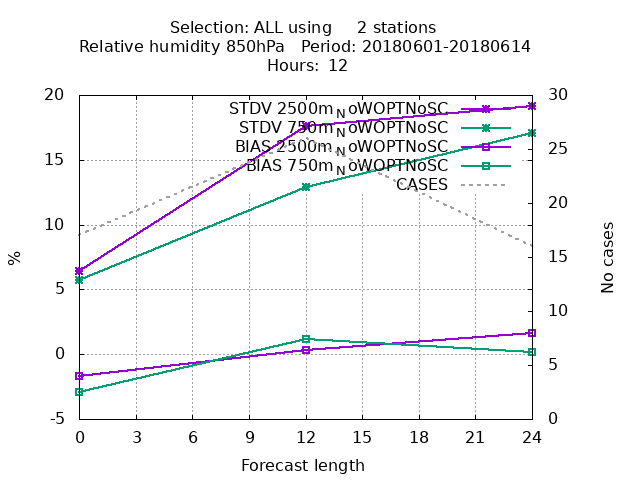 Selection: ALL using     2 stations
Relative humidity 850hPa   Period: 20180601-20180614
Hours:  12
STDV 2500m_NoWOPTNoSC
STDV 750m_NoWOPTNoSC
BIAS 2500m_NoWOPTNoSC
BIAS 750m_NoWOPTNoSC
CASES
20
15
10
5
0
-5
%
30
25
20
15
10
5
0
No cases
0 3 6 9 12 15 18 21 24
Forecast length